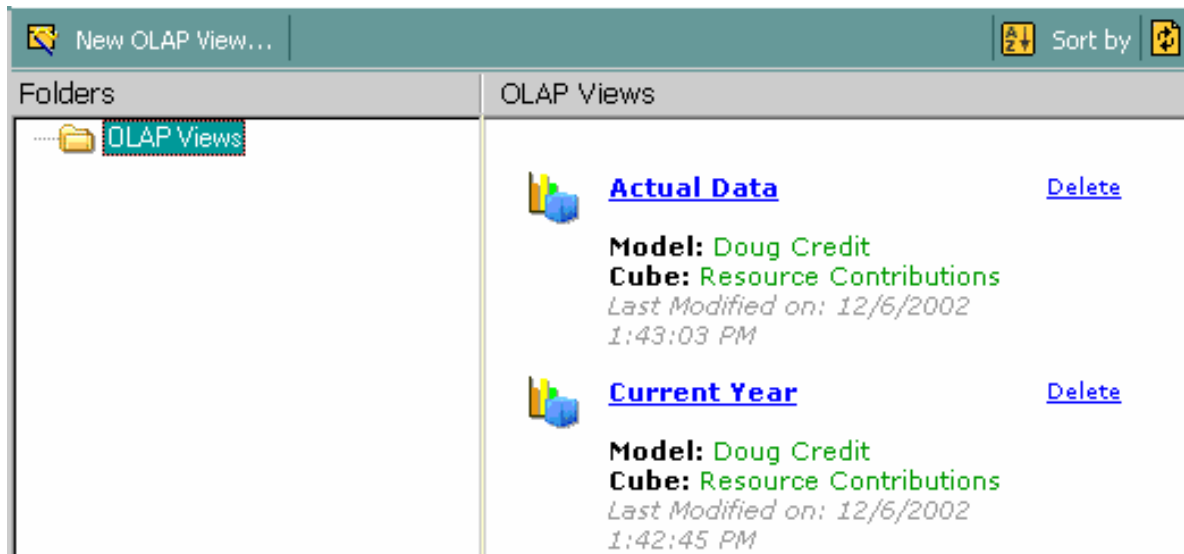 New OLAP View...
Sort by
Folders
OLAP Views
OLAP Views
Actual Data
Delete
Model: Doug Credit
Cube: Resource Contributions
Last Modified on: 12/6/2002
1:43:03 PM
Current Year
Delete
Model: Doug Credit
Cube: Resource Contributions
Last Modified on: 12/6/2002
1:42:45 PM